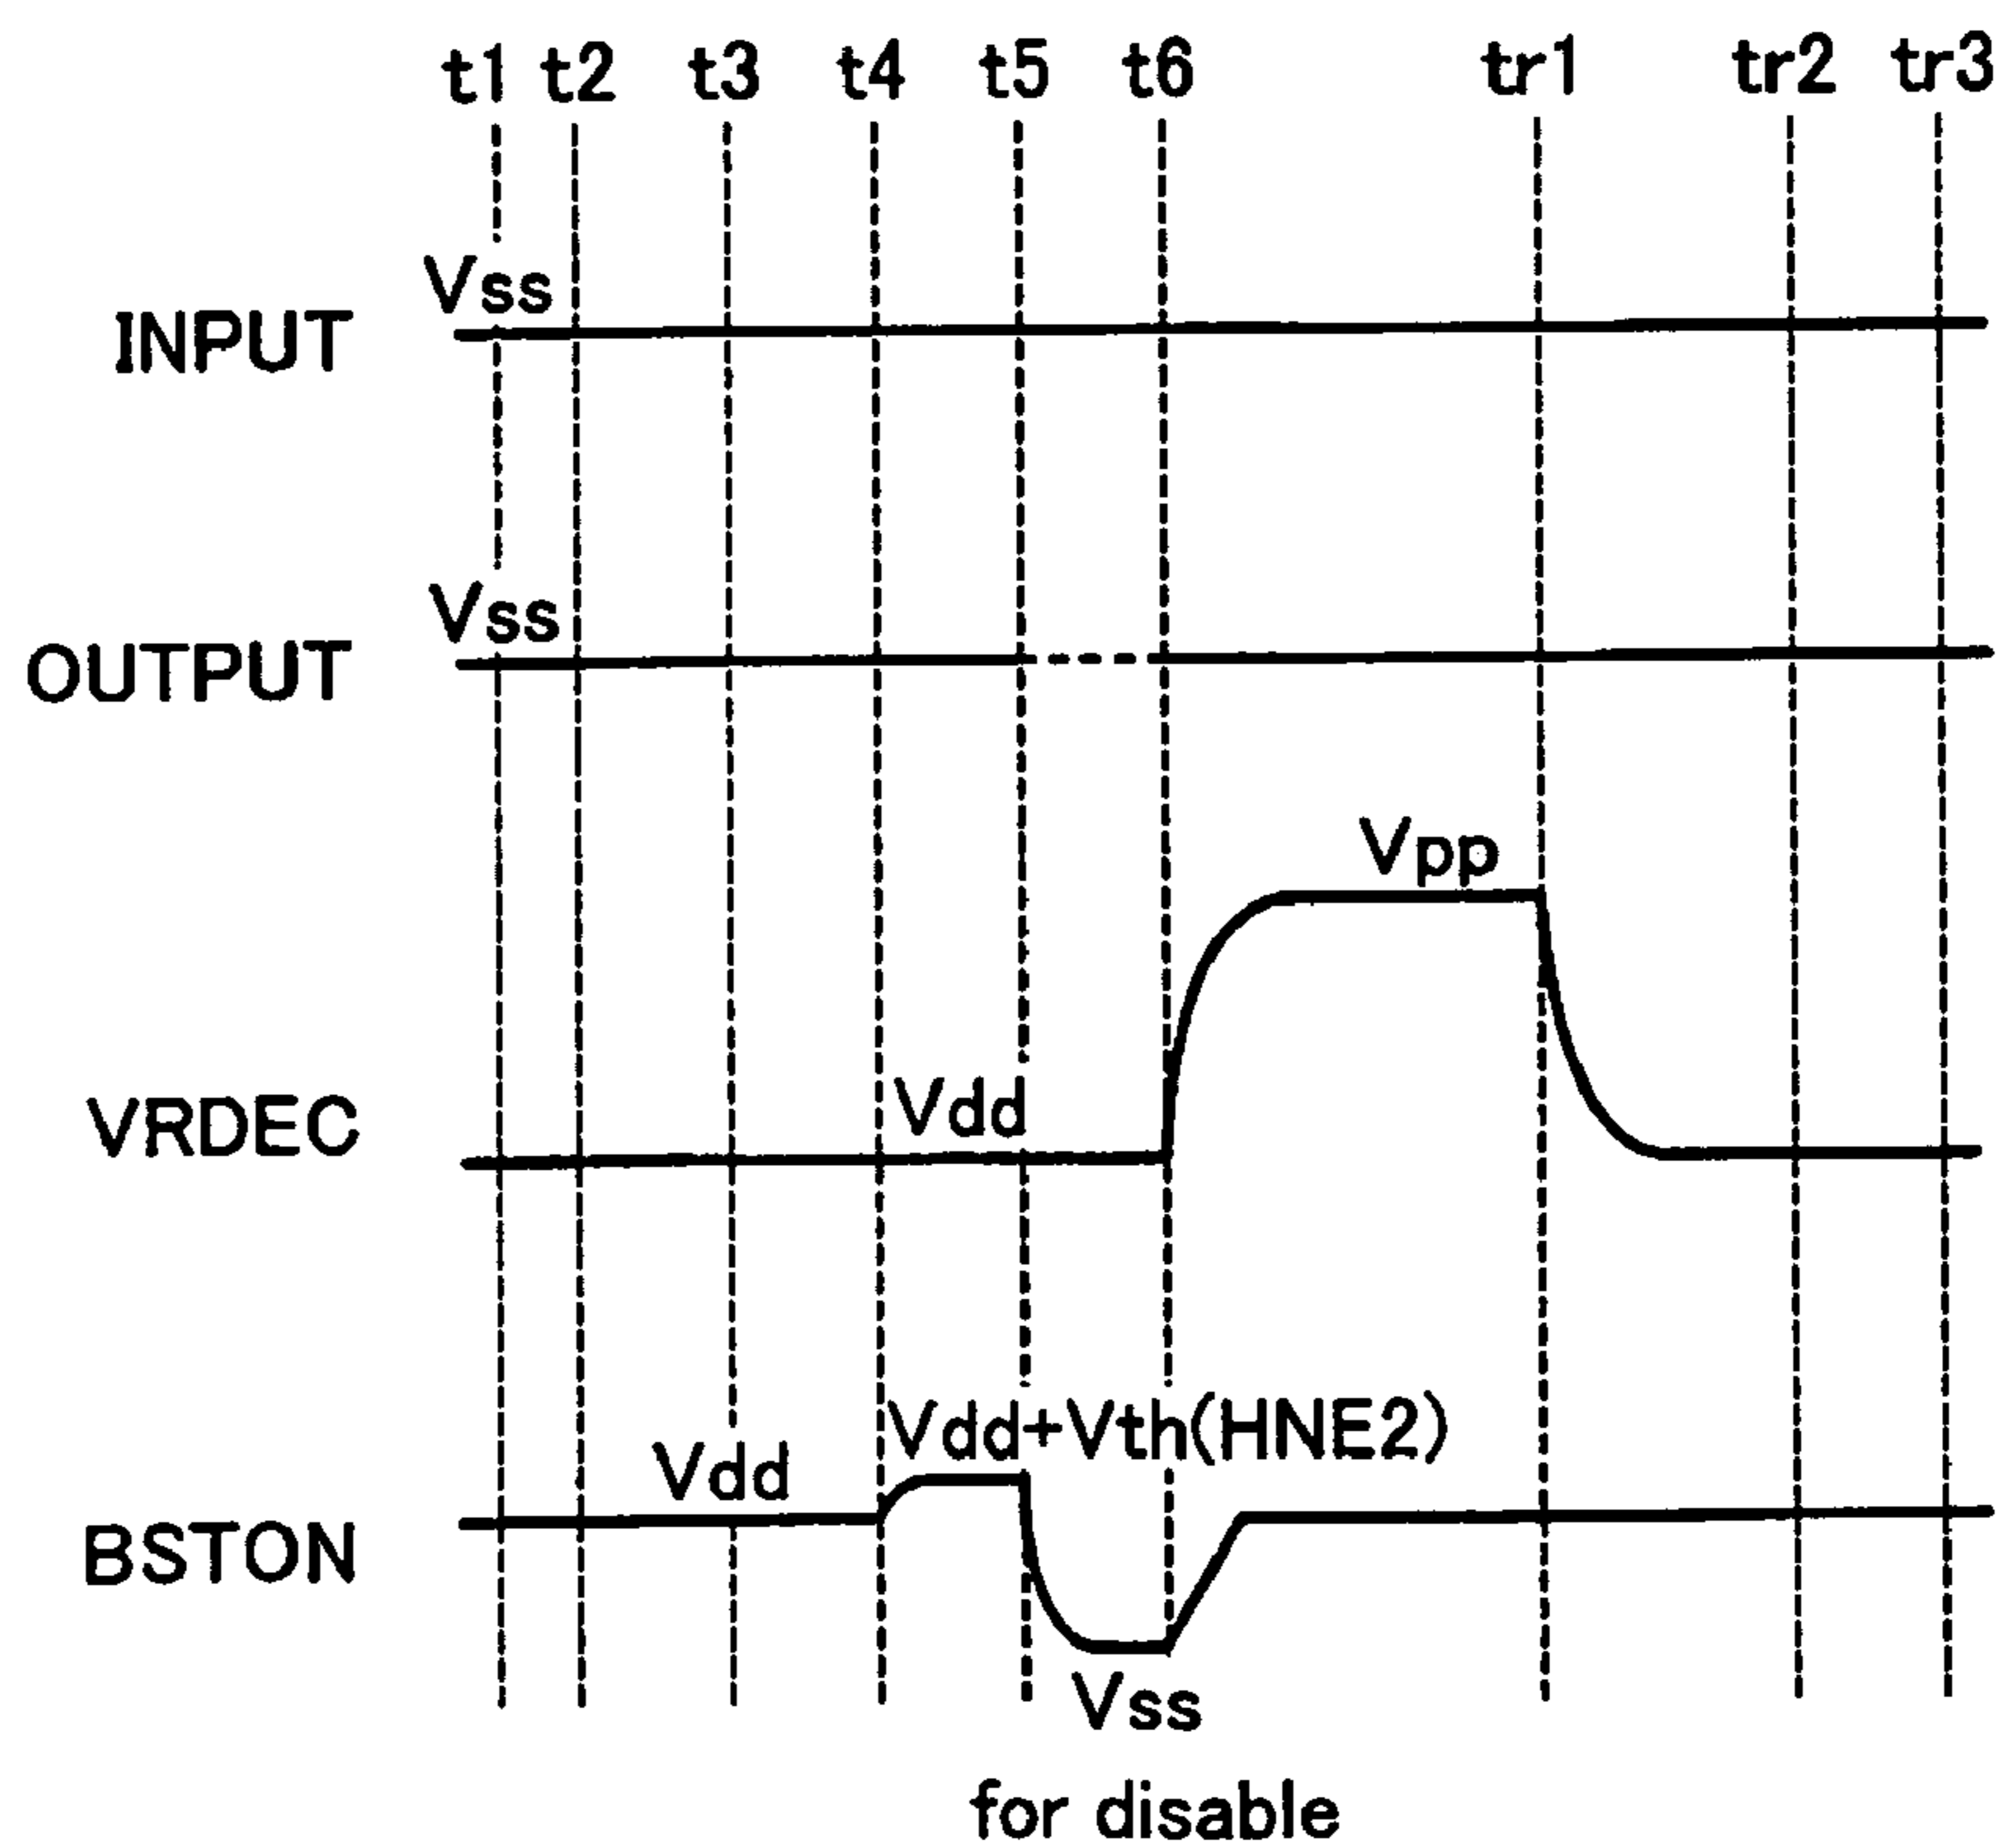 t1 t2 t3 t4 t5 t6 tr1 tr2 tr3
Vss
INPUT
Vss
OUTPUT
Vpp
Vdd
VRDEC
Vdd+Vth(HNE2)
Vdd
BSTON
Vss
for disable